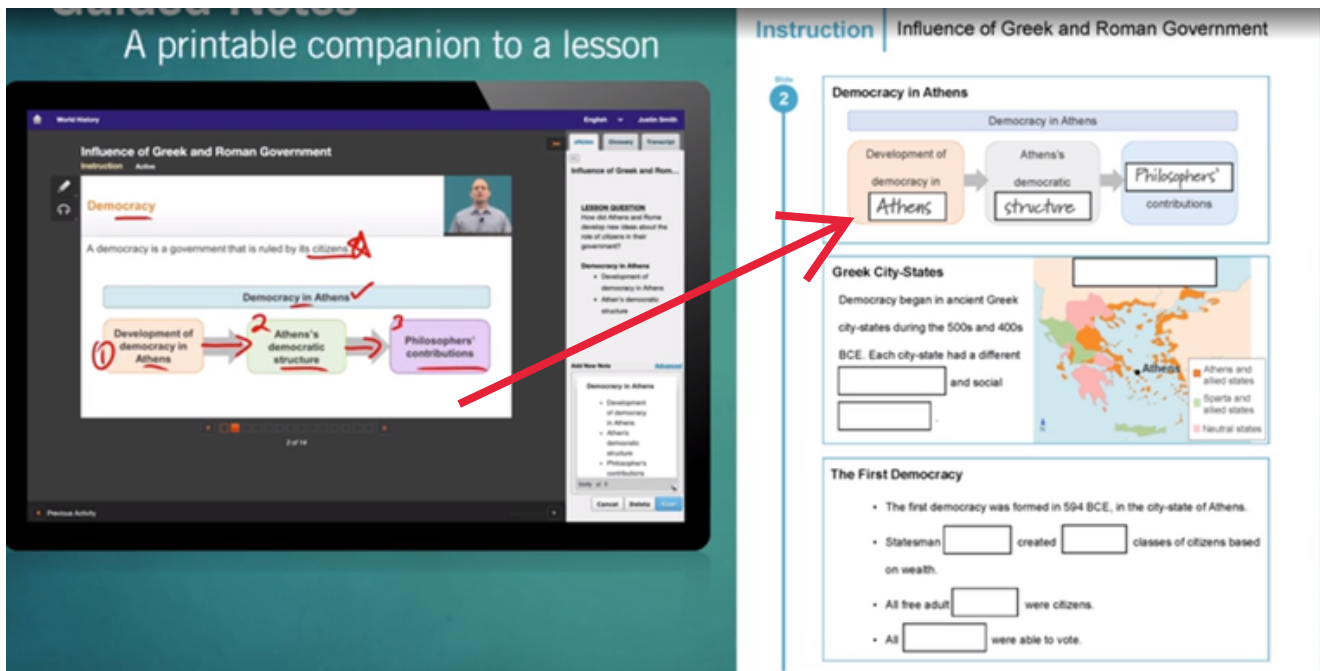 Guided Notes
A printable companion to a lesson
World History
English
Justin Smith
Influence of Greek and Roman Government
Instruction Active
eNotes
Glossary
Transcript
Democracy
A democracy is a government that is ruled by its citizens.
Democracy in Athens
1
Development of
democracy in
Athens
2
Athens's
democratic
structure
3
Philosophers'
contributions
2 of 14
Previous Activity
Influence of Greek and Rom...
LESSON QUESTION
How did Athens and Rome
develop new ideas about the
role of citizens in their
government?
Democracy in Athens
• Development of
democracy in Athens
• Athen's democratic
structure
Add New Note
Advanced
Democracy in Athens
• Development
of democracy
in Athens
• Athen's
democratic
structure
• Philosopher's
contributions
Cancel
Delete
Instruction
Influence of Greek and Roman Government
Slide
2
Democracy in Athens
Democracy in Athens
Development of
democracy in
Athens
Athens's
democratic
structure
Philosophers'
contributions
Greek City-States
Democracy began in ancient Greek
city-states during the 500s and 400s
BCE. Each city-state had a different
and social
.
Athens
Athens and
allied states
Sparta and
allied states
Neutral states
The First Democracy
• The first democracy was formed in 594 BCE, in the city-state of Athens.
• Statesman created classes of citizens based
on wealth.
• All free adult were citizens.
• All were able to vote.